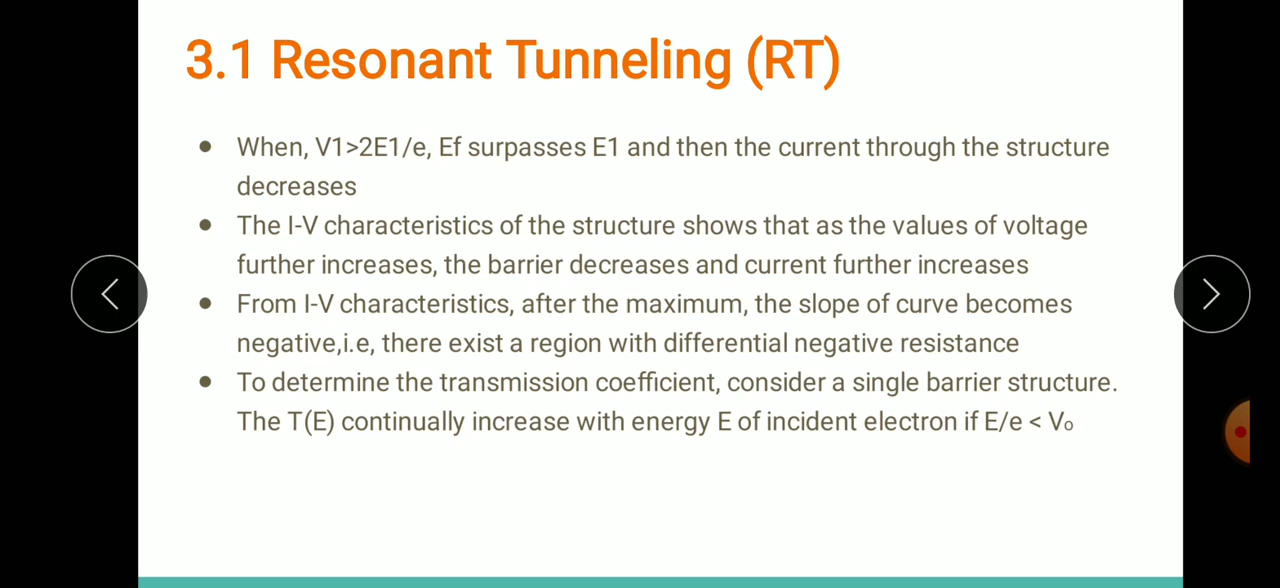 3.1 Resonant Tunneling (RT)
● When, V1>2E1/e, Ef surpasses E1 and then the current through the structure
decreases
● The I-V characteristics of the structure shows that as the values of voltage
further increases, the barrier decreases and current further increases
● From I-V characteristics, after the maximum, the slope of curve becomes
negative,i.e, there exist a region with differential negative resistance
● To determine the transmission coefficient, consider a single barrier structure.
The T(E) continually increase with energy E of incident electron if E/e < V₀